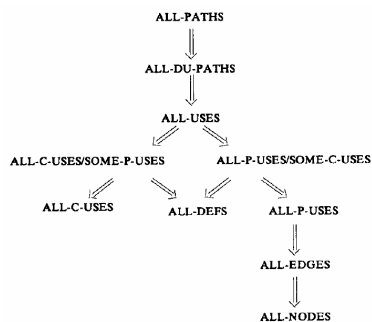 ALL-PATHS
ALL-DU-PATHS
ALL-USES
ALL-C-USES/SOME-P-USES
ALL-P-USES/SOME-C-USES
ALL-C-USES
ALL-DEFS
ALL-P-USES
ALL-EDGES
ALL-NODES